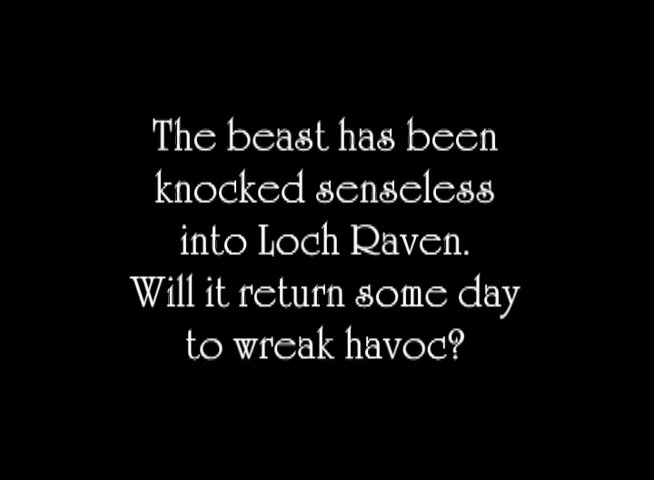 The beast has been
knocked senseless
into Loch Raven.
Will it return some day
to wreak havoc?